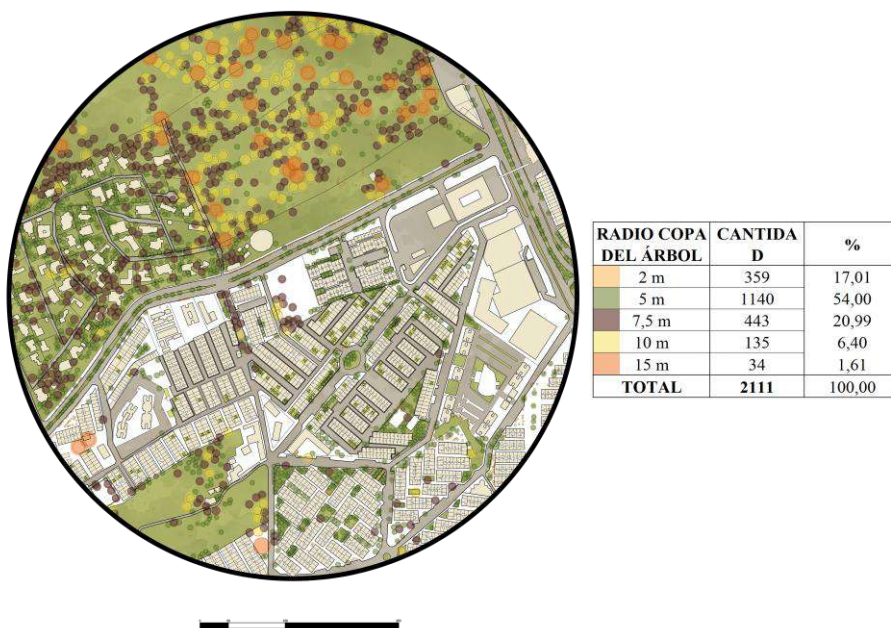 RADIO COPA DEL ÁRBOL CANTIDA D %
2 m 359 17,01
5 m 1140 54,00
7,5 m 443 20,99
10 m 135 6,40
15 m 34 1,61
TOTAL 2111 100,00